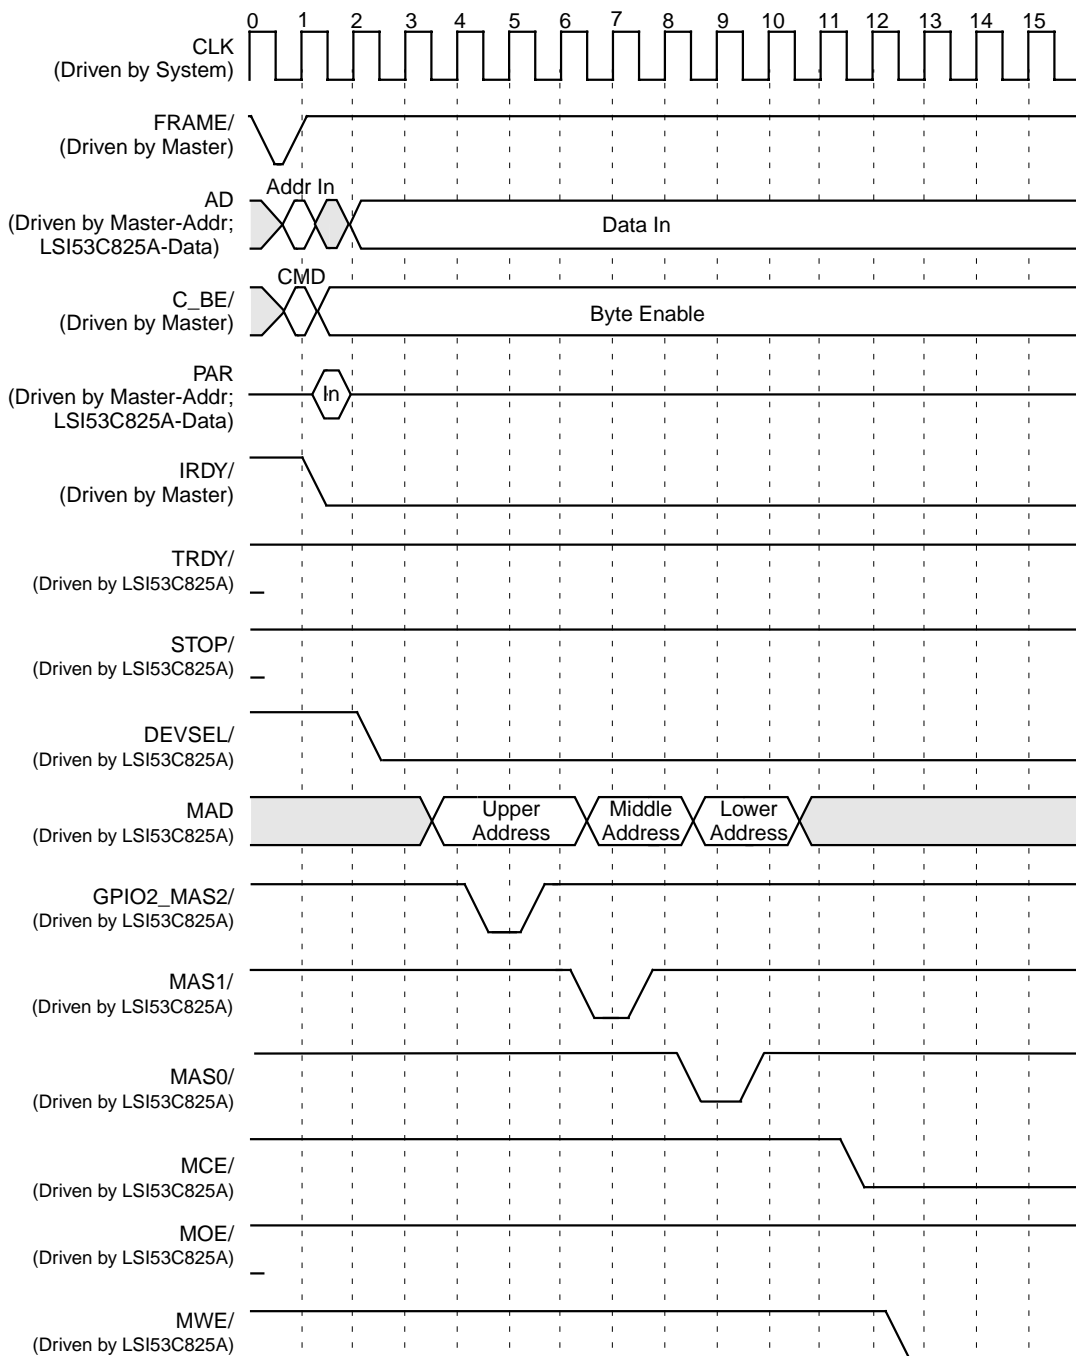 0 1 2 3 4 5 6 7 8 9 10 11 12 13 14 15
CLK
(Driven by System)
FRAME/
(Driven by Master)
Addr In
AD
(Driven by Master-Addr;
LSI53C825A-Data)
Data In
CMD
C_BE/
(Driven by Master)
Byte Enable
PAR
(Driven by Master-Addr;
LSI53C825A-Data)
In
IRDY/
(Driven by Master)
TRDY/
(Driven by LSI53C825A)
STOP/
(Driven by LSI53C825A)
DEVSEL/
(Driven by LSI53C825A)
MAD
(Driven by LSI53C825A)
Upper
Address
Middle
Address
Lower
Address
GPIO2_MAS2/
(Driven by LSI53C825A)
MAS1/
(Driven by LSI53C825A)
MAS0/
(Driven by LSI53C825A)
MCE/
(Driven by LSI53C825A)
MOE/
(Driven by LSI53C825A)
MWE/
(Driven by LSI53C825A)